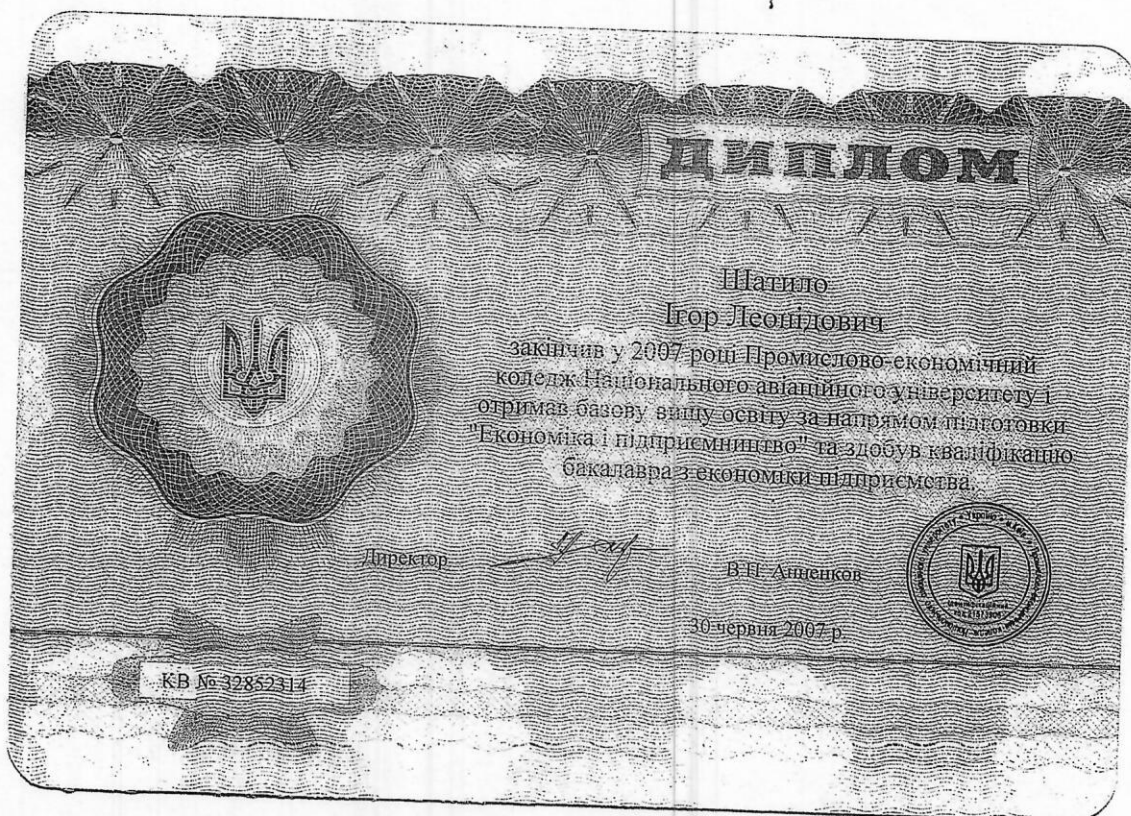 ДИПЛОМ
Шатило
Ігор Леонідович
закінчив у 2007 році Промислово-економічний
коледж Національного авіаційного університету і
отримав базову вищу освіту за напрямом підготовки
"Економіка і підприємництво" та здобув кваліфікацію
бакалавра з економіки підприємства.
Директор
В.П. Анненков
30 червня 2007 р.
КВ № 32852314